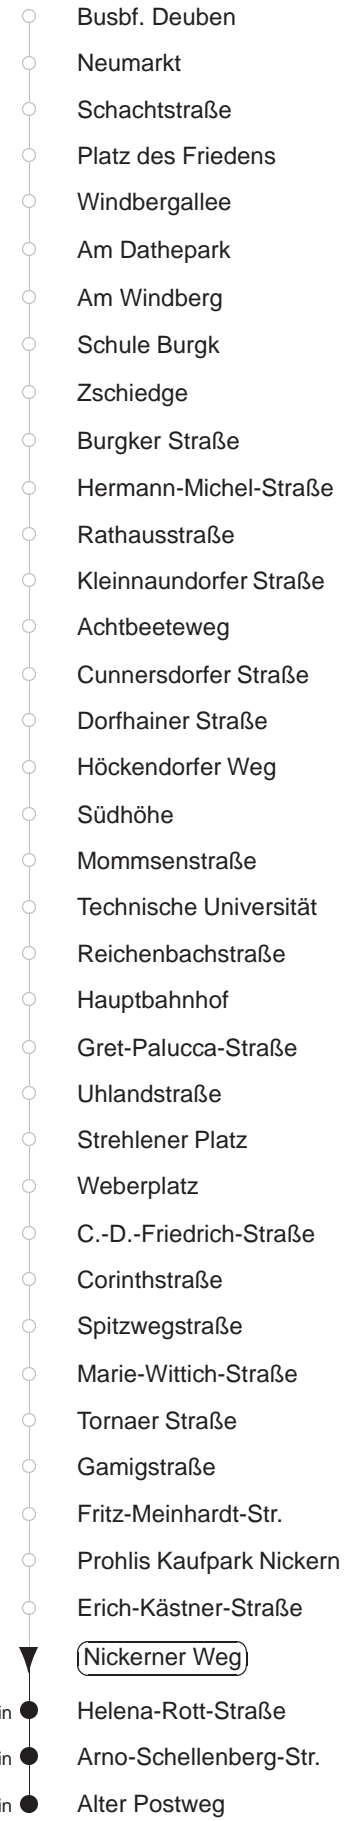 Busbf. Deuben
Neumarkt
Schachtstraße
Platz des Friedens
Windbergallee
Am Dathepark
Am Windberg
Schule Burgk
Zschiedge
Burgker Straße
Hermann-Michel-Straße
Rathausstraße
Kleinnaundorfer Straße
Achtbeeteweg
Cunnersdorfer Straße
Dorfhainer Straße
Höckendorfer Weg
Südhöhe
Mommsenstraße
Technische Universität
Reichenbachstraße
Hauptbahnhof
Gret-Palucca-Straße
Uhlandstraße
Strehlener Platz
Weberplatz
C.-D.-Friedrich-Straße
Corinthstraße
Spitzwegstraße
Marie-Wittich-Straße
Tornaer Straße
Gamigstraße
Fritz-Meinhardt-Str.
Prohlis Kaufpark Nickern
Erich-Kästner-Straße
Nickerner Weg
Helena-Rott-Straße
Arno-Schellenberg-Str.
Alter Postweg